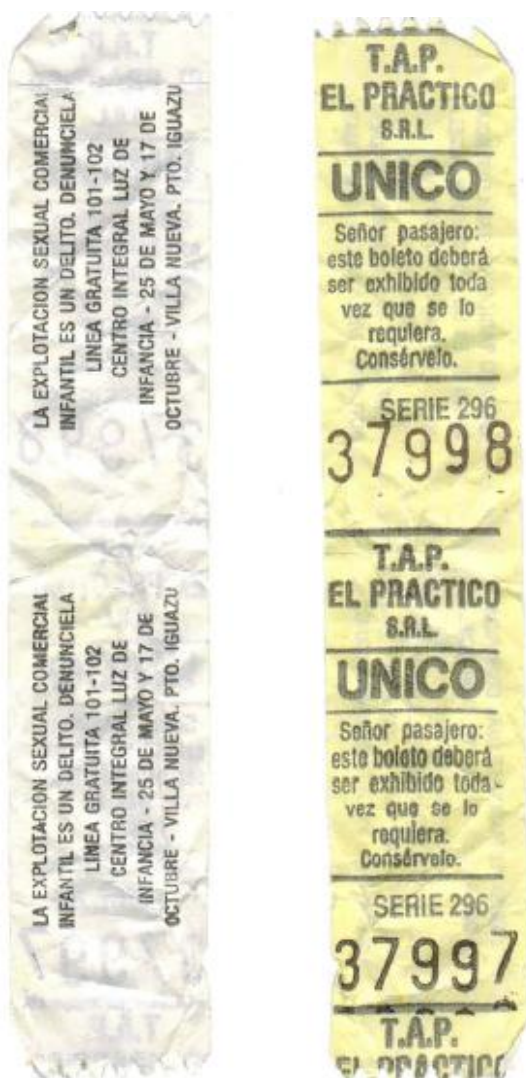 LA EXPLOTACION SEXUAL COMERCIAL
INFANTIL ES UN DELITO. DENUNCIELA
LINEA GRATUITA 101-102
CENTRO INTEGRAL LUZ DE
INFANCIA - 25 DE MAYO Y 17 DE
OCTUBRE - VILLA NUEVA. PTO. IGUAZU
LA EXPLOTACION SEXUAL COMERCIAL
INFANTIL ES UN DELITO. DENUNCIELA
LINEA GRATUITA 101-102
CENTRO INTEGRAL LUZ DE
INFANCIA - 25 DE MAYO Y 17 DE
OCTUBRE - VILLA NUEVA. PTO. IGUAZU
T.A.P.
EL PRACTICO
S.R.L.
UNICO
Señor pasajero:
este boleto deberá
ser exhibido toda
vez que se lo
requiera.
Consérvelo.
SERIE 296
37998
T.A.P.
EL PRACTICO
S.R.L.
UNICO
Señor pasajero:
este boleto deberá
ser exhibido toda
vez que se lo
requiera.
Consérvelo.
SERIE 296
37997
T.A.P.
EL PRACTICO